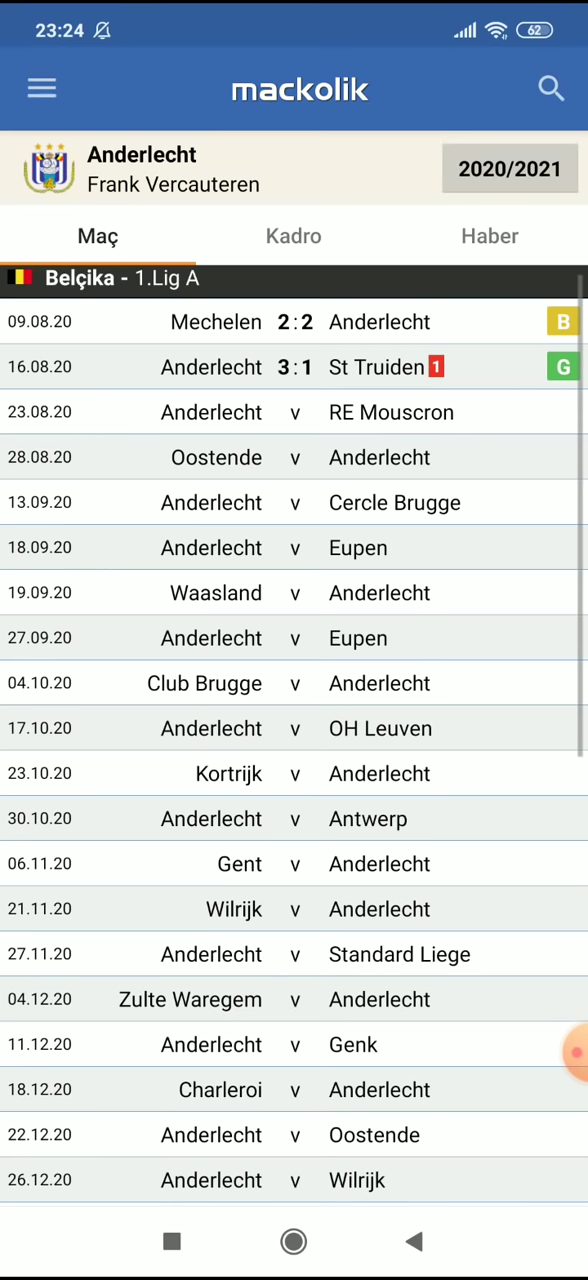 23:24 62
mackolik
Anderlecht
Frank Vercauteren
2020/2021
Maç Kadro Haber
Belçika - 1.Lig A
09.08.20 Mechelen 2:2 Anderlecht B
16.08.20 Anderlecht 3:1 St Truiden 1 G
23.08.20 Anderlecht v RE Mouscron
28.08.20 Oostende v Anderlecht
13.09.20 Anderlecht v Cercle Brugge
18.09.20 Anderlecht v Eupen
19.09.20 Waasland v Anderlecht
27.09.20 Anderlecht v Eupen
04.10.20 Club Brugge v Anderlecht
17.10.20 Anderlecht v OH Leuven
23.10.20 Kortrijk v Anderlecht
30.10.20 Anderlecht v Antwerp
06.11.20 Gent v Anderlecht
21.11.20 Wilrijk v Anderlecht
27.11.20 Anderlecht v Standard Liege
04.12.20 Zulte Waregem v Anderlecht
11.12.20 Anderlecht v Genk
18.12.20 Charleroi v Anderlecht
22.12.20 Anderlecht v Oostende
26.12.20 Anderlecht v Wilrijk